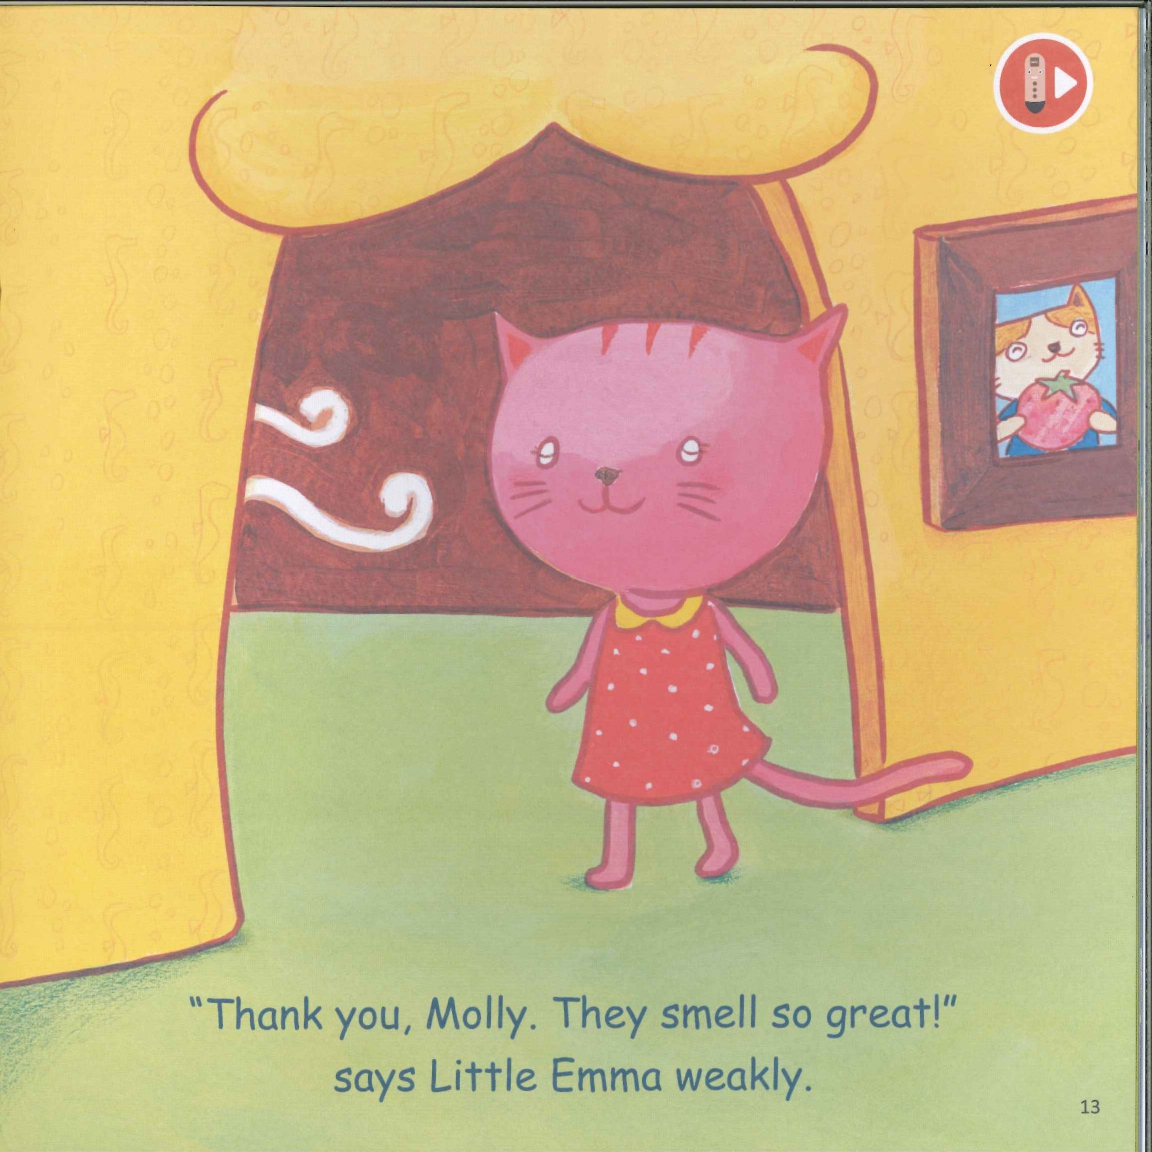 “Thank you, Molly. They smell so great!”
says Little Emma weakly.
13